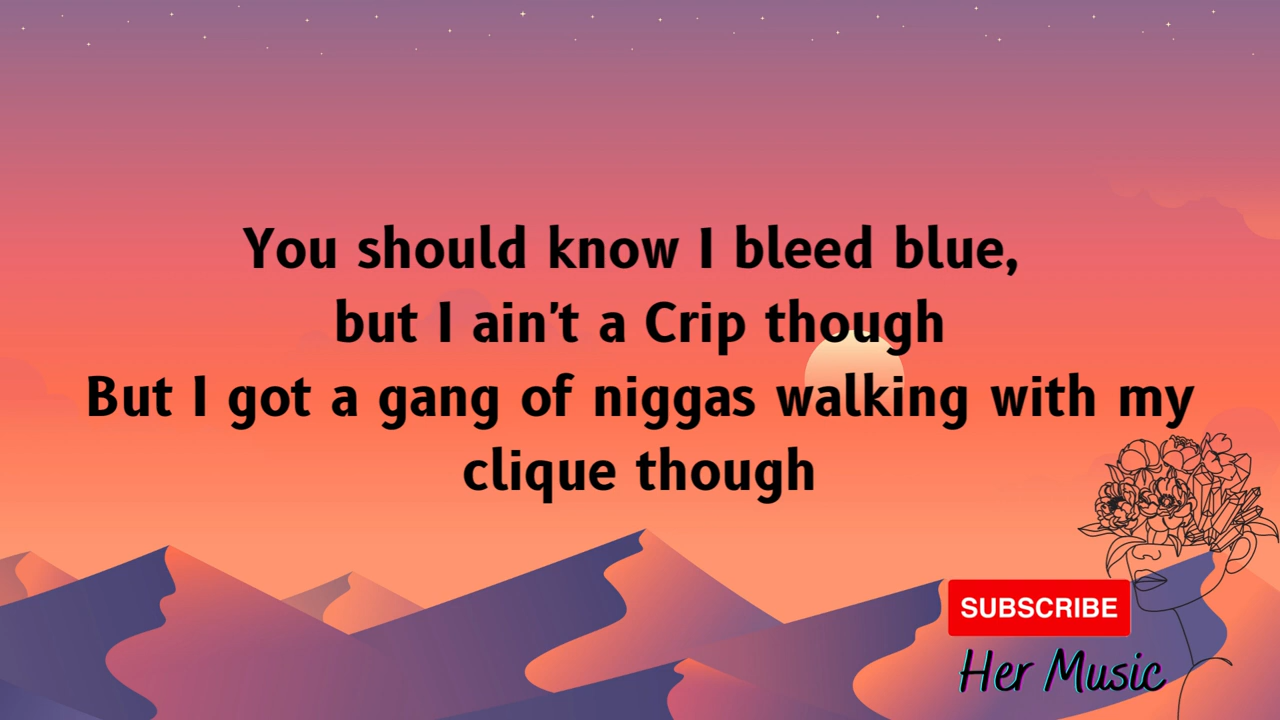 You should know I bleed blue,
but I ain't a Crip though
But I got a gang of niggas walking with my
clique though
SUBSCRIBE
Her Music